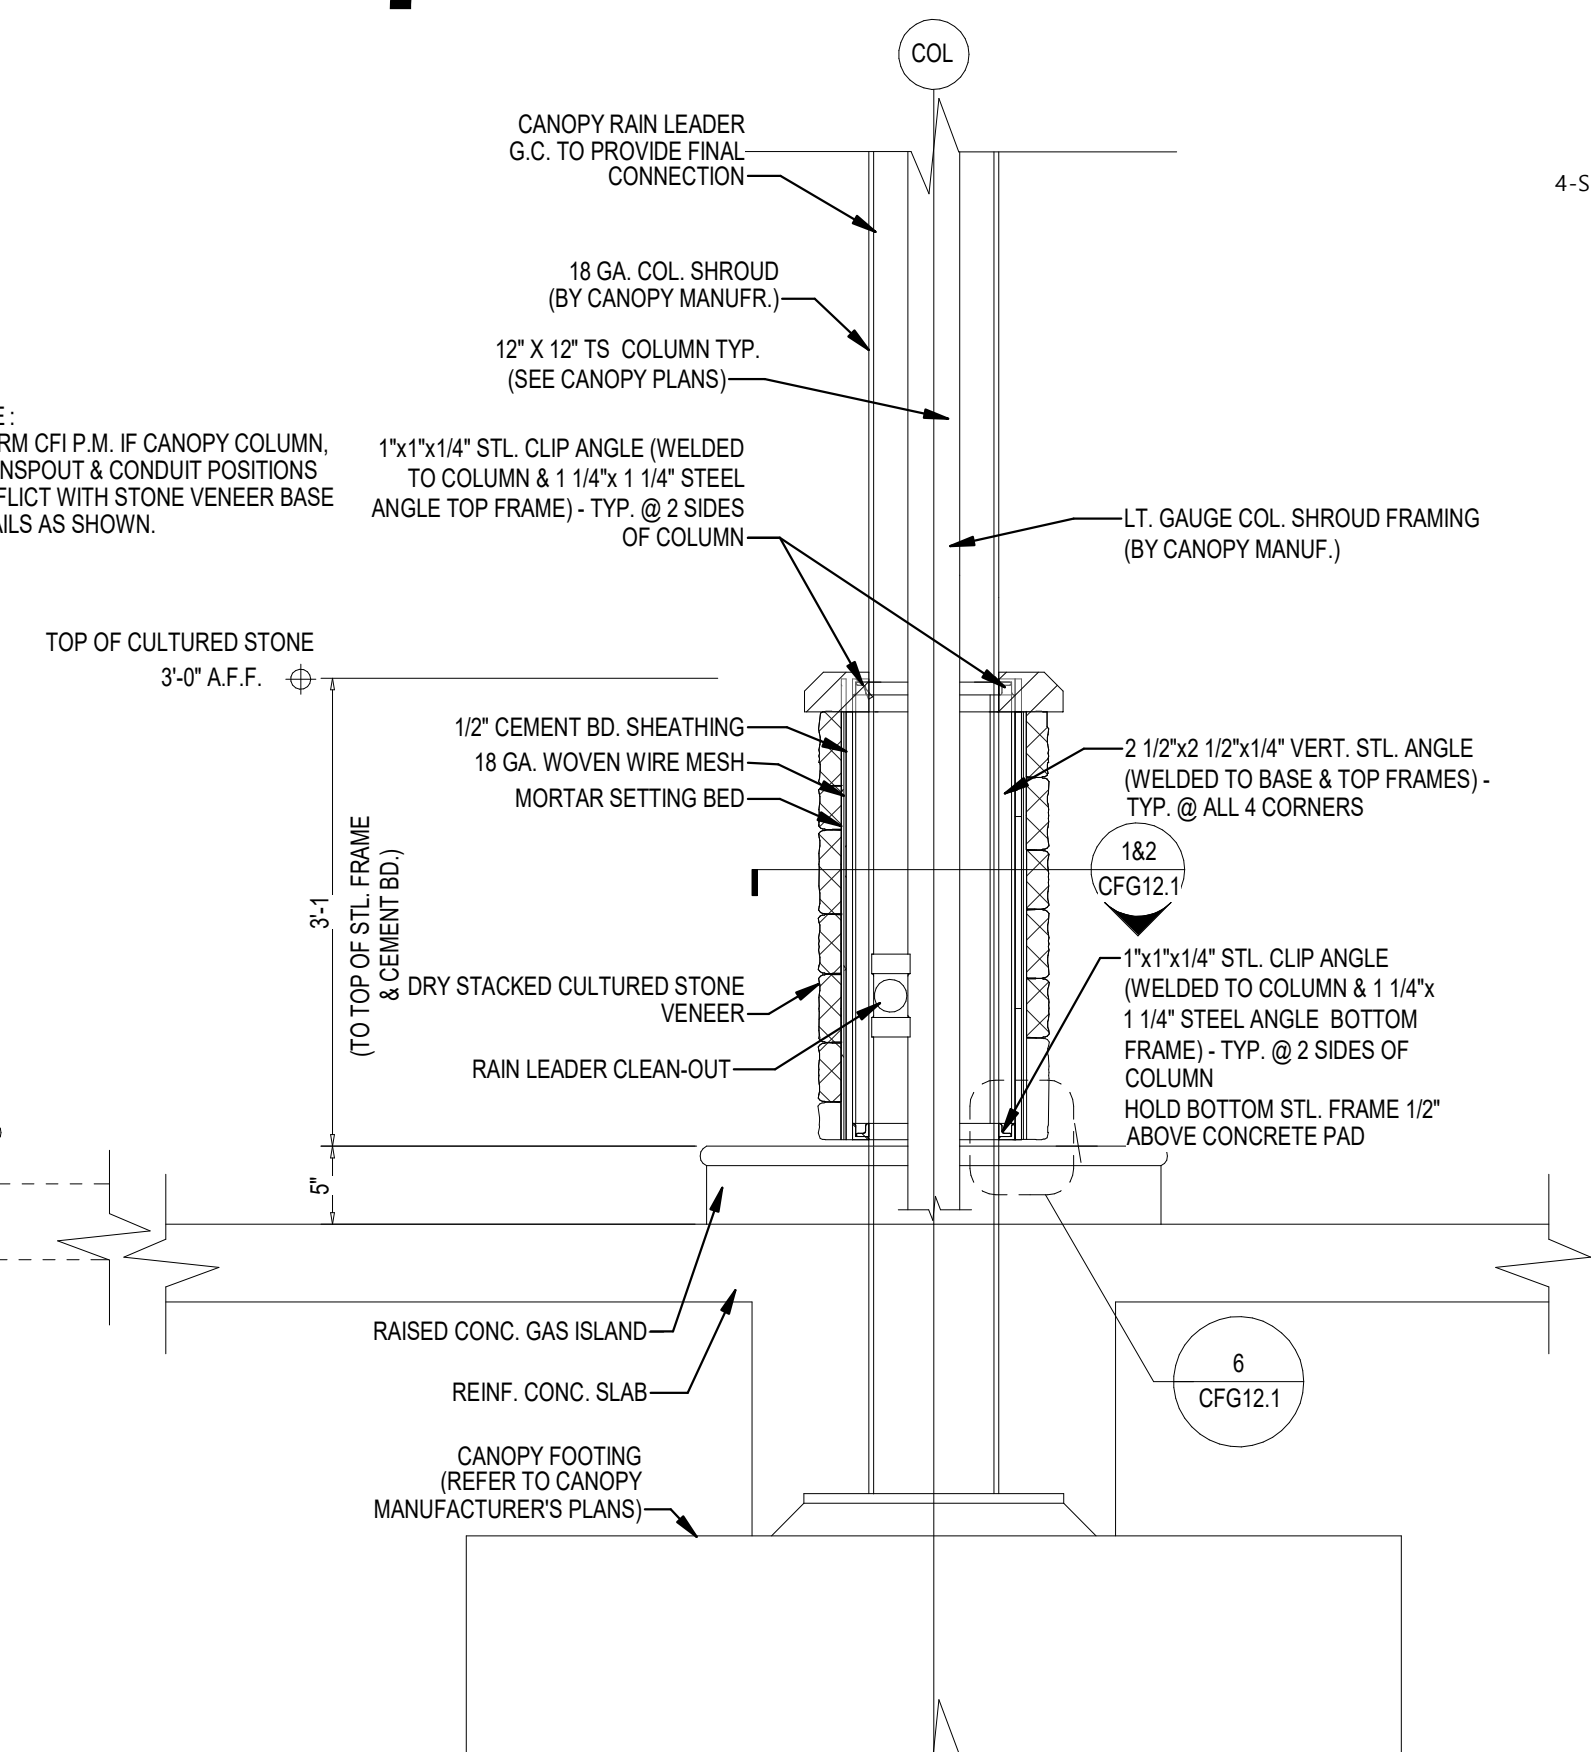 COL
CANOPY RAIN LEADER
G.C. TO PROVIDE FINAL
CONNECTION
4-S
18 GA. COL. SHROUD
(BY CANOPY MANUFR.)
12" X 12" TS COLUMN TYP.
(SEE CANOPY PLANS)
E :
RM CFI P.M. IF CANOPY COLUMN,
NSPOUT & CONDUIT POSITIONS
FLICT WITH STONE VENEER BASE
AILS AS SHOWN.
1"x1"x1/4" STL. CLIP ANGLE (WELDED
TO COLUMN & 1 1/4"x 1 1/4" STEEL
ANGLE TOP FRAME) - TYP. @ 2 SIDES
OF COLUMN
LT. GAUGE COL. SHROUD FRAMING
(BY CANOPY MANUF.)
TOP OF CULTURED STONE
3'-0" A.F.F.
1/2" CEMENT BD. SHEATHING
18 GA. WOVEN WIRE MESH
MORTAR SETTING BED
2 1/2"x2 1/2"x1/4" VERT. STL. ANGLE
(WELDED TO BASE & TOP FRAMES) -
TYP. @ ALL 4 CORNERS
1&2
CFG12.1
3'-1
(TO TOP OF STL. FRAME
& CEMENT BD.)
DRY STACKED CULTURED STONE
VENEER
RAIN LEADER CLEAN-OUT
1"x1"x1/4" STL. CLIP ANGLE
(WELDED TO COLUMN & 1 1/4"x
1 1/4" STEEL ANGLE BOTTOM
FRAME) - TYP. @ 2 SIDES OF
COLUMN
HOLD BOTTOM STL. FRAME 1/2"
ABOVE CONCRETE PAD
5"
RAISED CONC. GAS ISLAND
REINF. CONC. SLAB
6
CFG12.1
CANOPY FOOTING
(REFER TO CANOPY
MANUFACTURER'S PLANS)